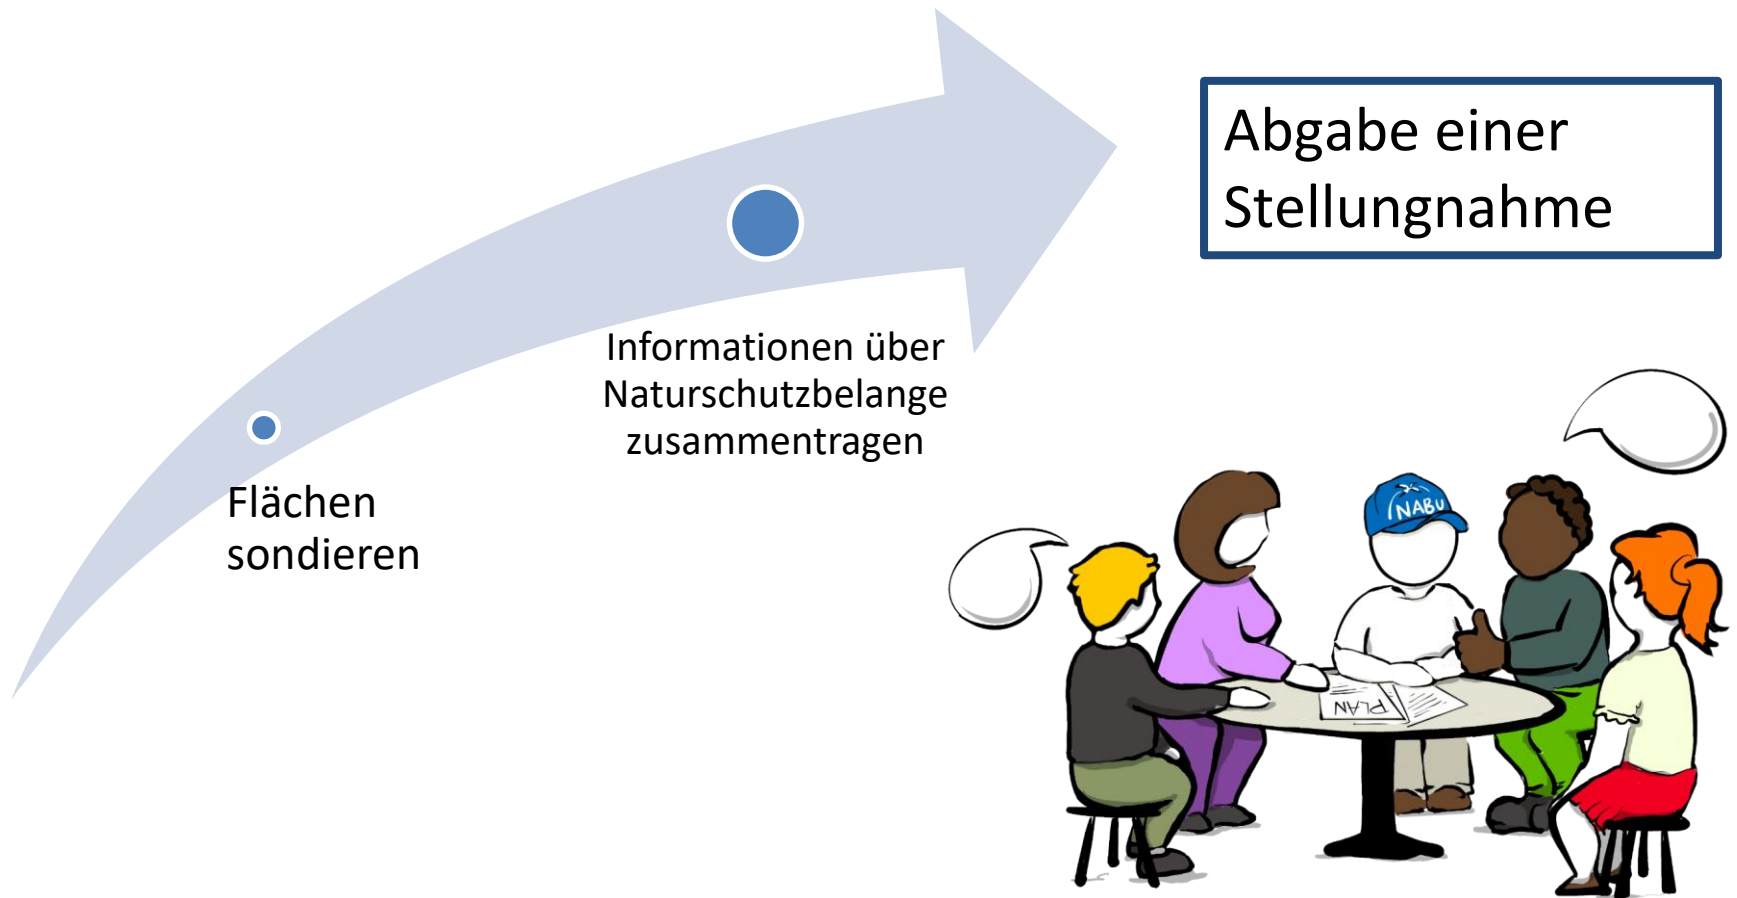 Abgabe einer
Stellungnahme
Informationen über
Naturschutzbelange
zusammentragen
Flächen
sondieren
NABU
PLAN